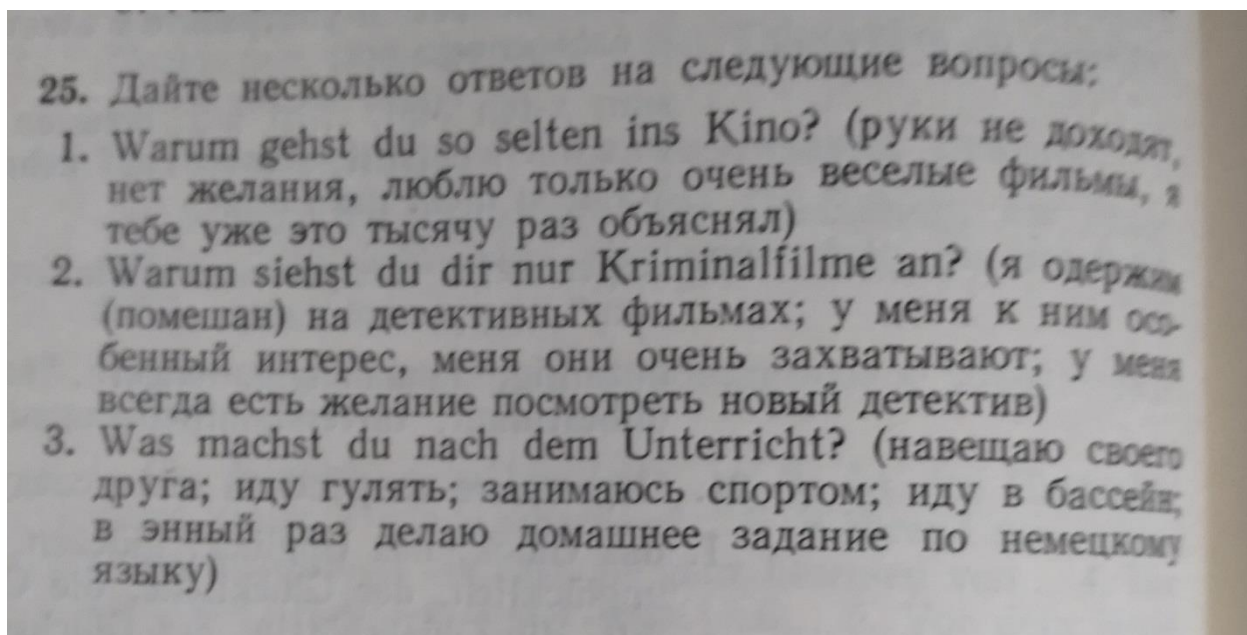 25. Дайте несколько ответов на следующие вопросы:
1. Warum gehst du so selten ins Kino? (руки не доходят,
нет желания, люблю только очень веселые фильмы, я
тебе уже это тысячу раз объяснял)
2. Warum siehst du dir nur Kriminalfilme an? (я одержим
(помешан) на детективных фильмах; у меня к ним осо-
бенный интерес, меня они очень захватывают; у меня
всегда есть желание посмотреть новый детектив)
3. Was machst du nach dem Unterricht? (навещаю своего
друга; иду гулять; занимаюсь спортом; иду в бассейн;
в энный раз делаю домашнее задание по немецкому
языку)